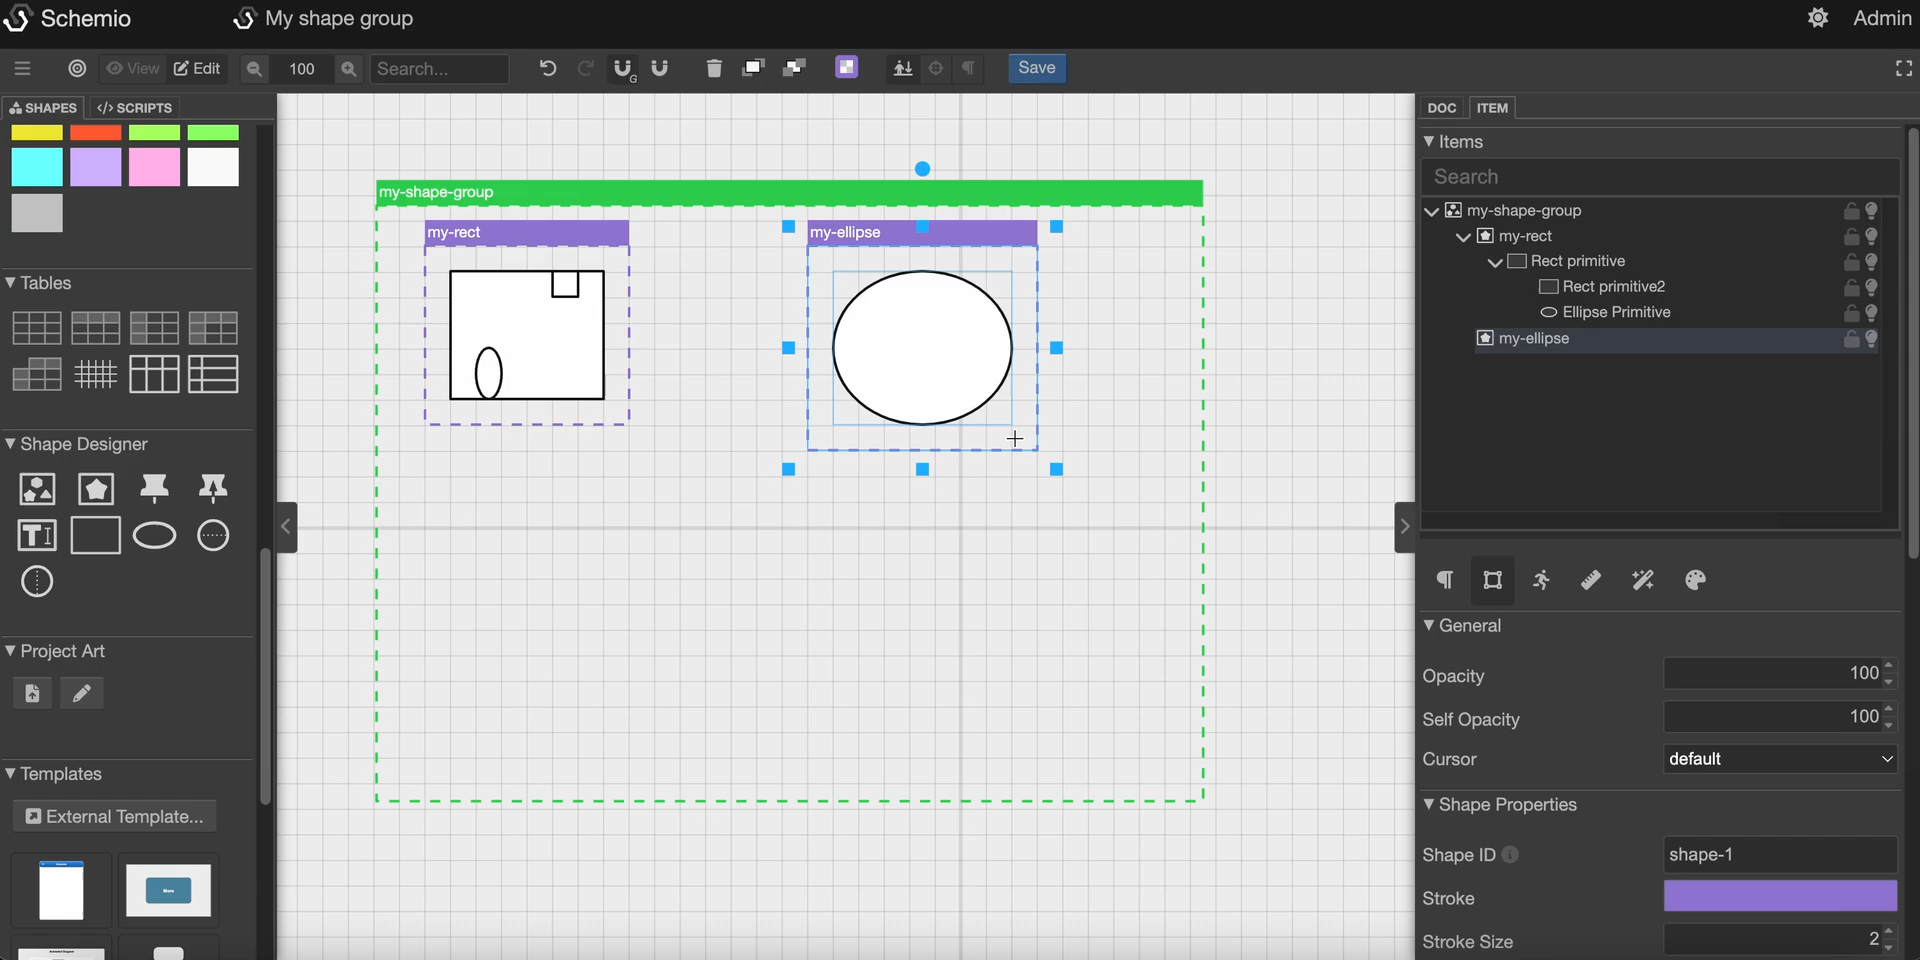 Schemio
My shape group
Admin
View
Edit
100
Search...
G
Save
SHAPES
</> SCRIPTS
DOC
ITEM
Items
Search
my-shape-group
my-rect
Rect primitive
Rect primitive2
Ellipse Primitive
my-ellipse
my-shape-group
my-rect
my-ellipse
Tables
Shape Designer
T
Project Art
Templates
External Template...
General
Opacity
100
Self Opacity
100
Cursor
default
Shape Properties
Shape ID
shape-1
Stroke
Stroke Size
2